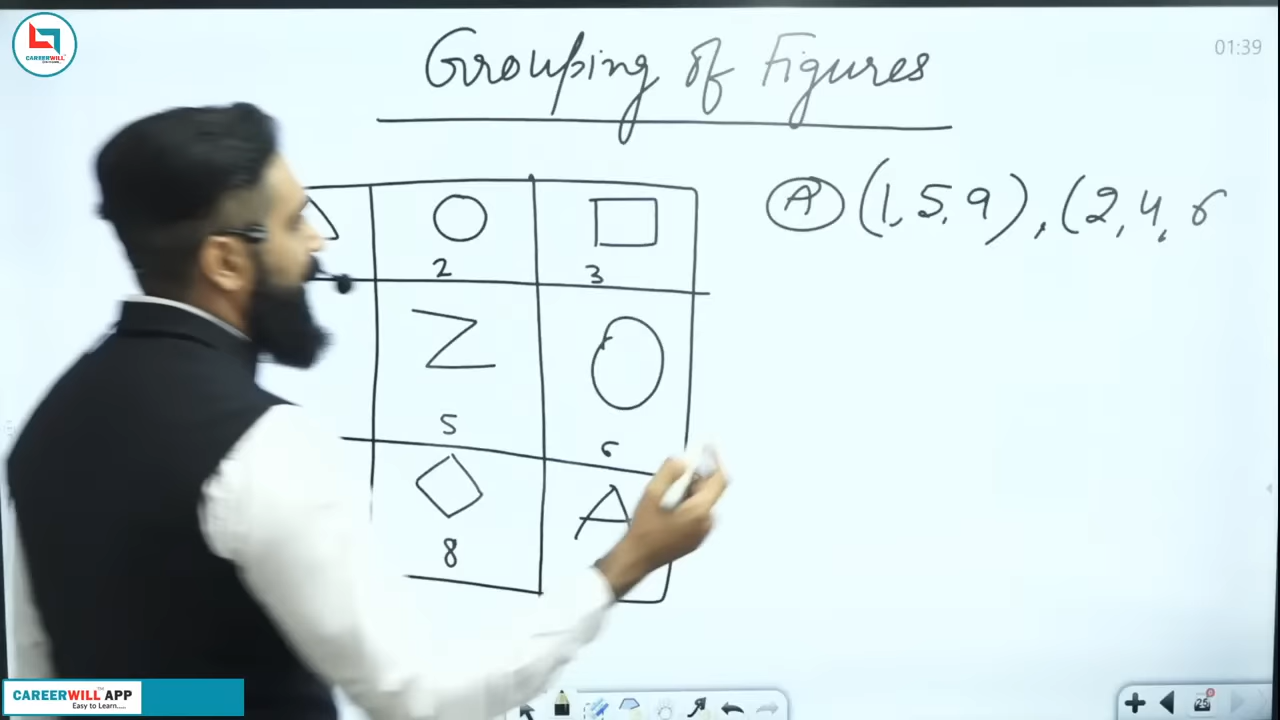 CAREERWILL
Grouping of Figures
01:39
A (1, 5, 9), (2, 4, 6
2 3
Z
5 6
A
8
CAREERWILL APP
Easy to Learn.....